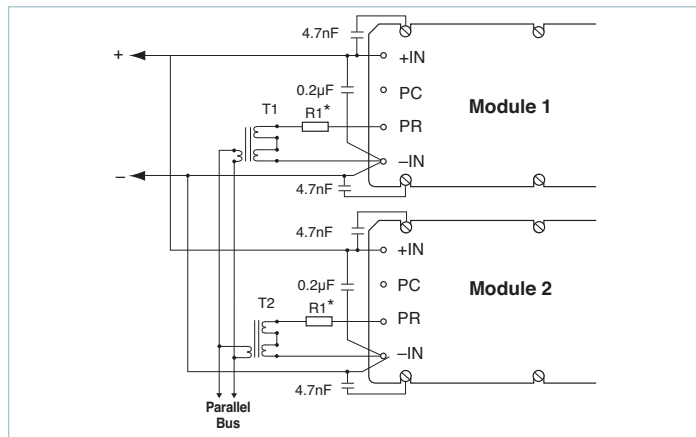 4.7nF
+
+IN
0.2µF
PC
Module 1
T1
R1*
PR
–IN
–
4.7nF
4.7nF
+IN
0.2µF
PC
Module 2
T2
R1*
PR
–IN
4.7nF
Parallel
Bus